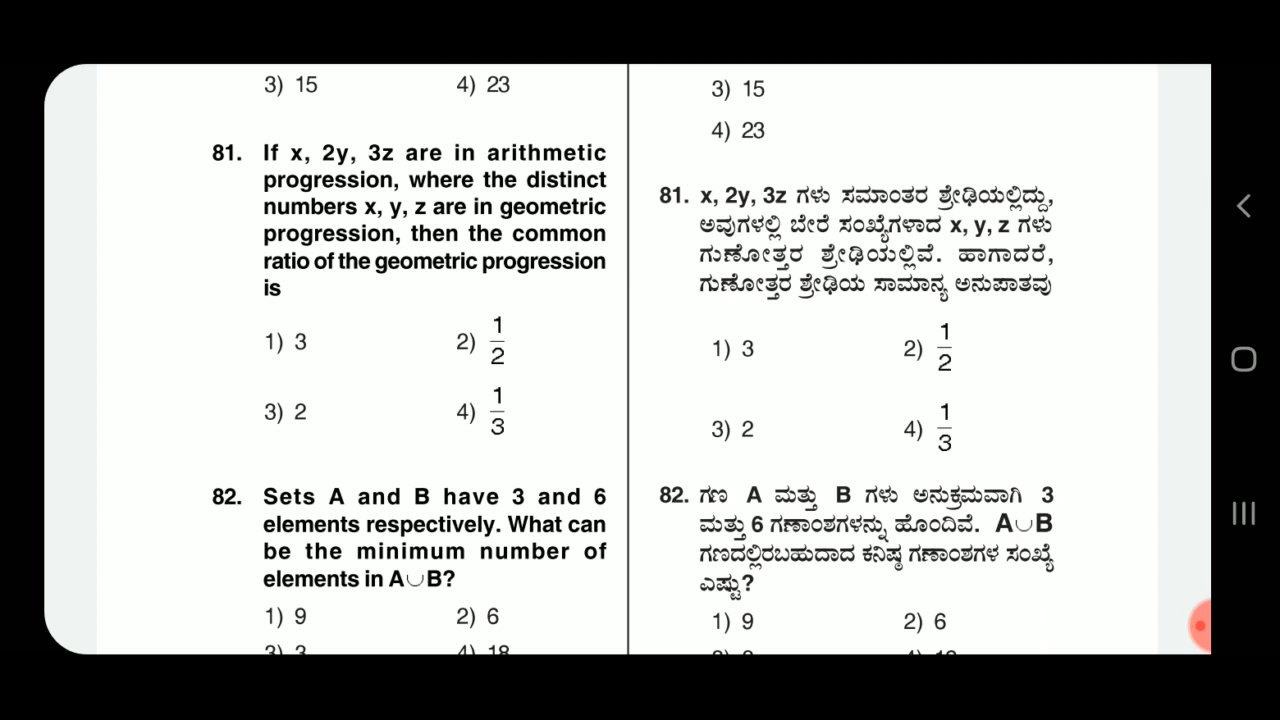 3) 15 4) 23
81. If x, 2y, 3z are in arithmetic
progression, where the distinct
numbers x, y, z are in geometric
progression, then the common
ratio of the geometric progression
is
1) 3 2) 1/2
3) 2 4) 1/3
82. Sets A and B have 3 and 6
elements respectively. What can
be the minimum number of
elements in A∪B?
1) 9 2) 6
3) 3 4) 18
3) 15
4) 23
81. x, 2y, 3z ಗಳು ಸಮಾಂತರ ಶ್ರೇಢಿಯಲ್ಲಿದ್ದು,
ಅವುಗಳಲ್ಲಿ ಬೇರೆ ಸಂಖ್ಯೆಗಳಾದ x, y, z ಗಳು
ಗುಣೋತ್ತರ ಶ್ರೇಢಿಯಲ್ಲಿವೆ. ಹಾಗಾದರೆ,
ಗುಣೋತ್ತರ ಶ್ರೇಢಿಯ ಸಾಮಾನ್ಯ ಅನುಪಾತವು
1) 3 2) 1/2
3) 2 4) 1/3
82. ಗಣ A ಮತ್ತು B ಗಳು ಅನುಕ್ರಮವಾಗಿ 3
ಮತ್ತು 6 ಗಣಾಂಶಗಳನ್ನು ಹೊಂದಿವೆ. A∪B
ಗಣದಲ್ಲಿರಬಹುದಾದ ಕನಿಷ್ಠ ಗಣಾಂಶಗಳ ಸಂಖ್ಯೆ
ಎಷ್ಟು?
1) 9 2) 6